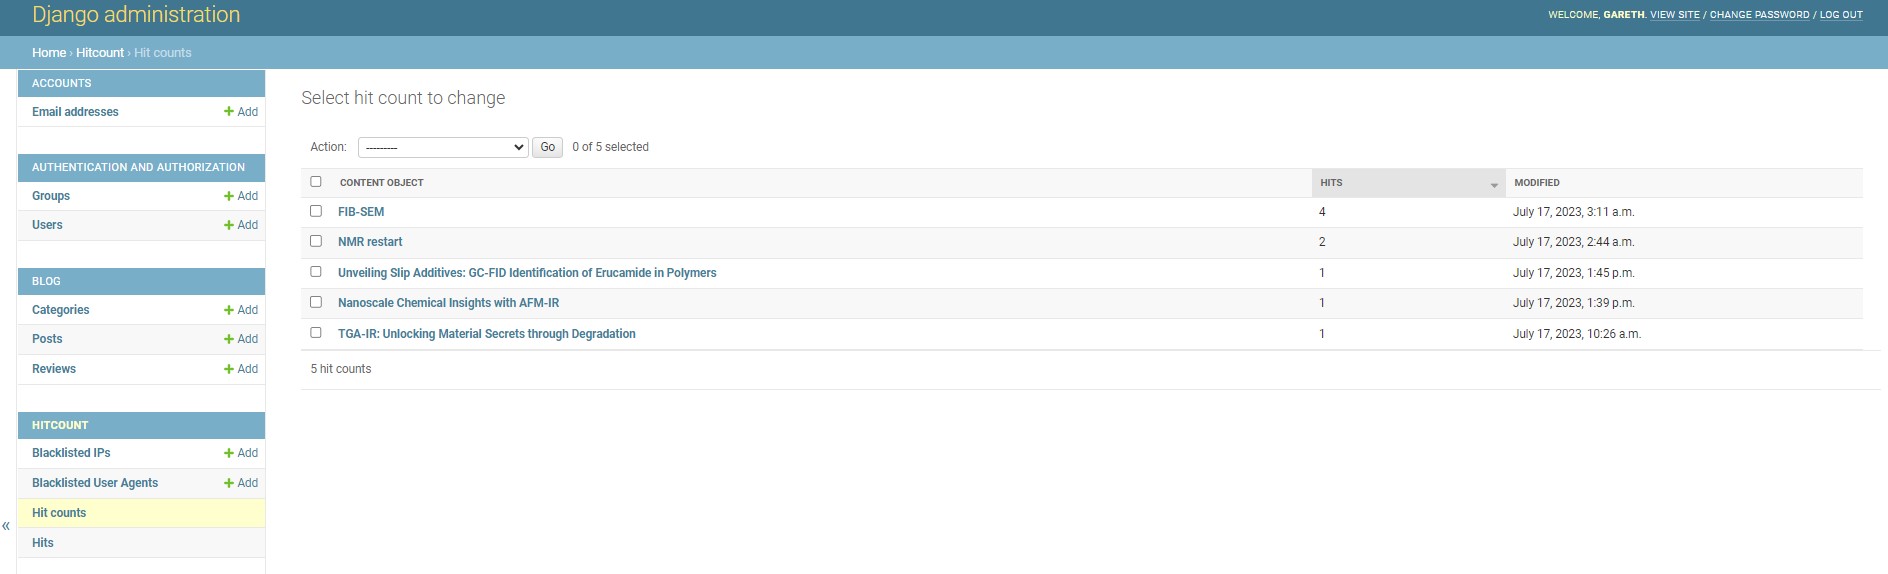 Django administration
WELCOME, GARETH. VIEW SITE / CHANGE PASSWORD / LOG OUT
Home › Hitcount › Hit counts
ACCOUNTS
Email addresses + Add
AUTHENTICATION AND AUTHORIZATION
Groups + Add
Users + Add
BLOG
Categories + Add
Posts + Add
Reviews + Add
HITCOUNT
Blacklisted IPs + Add
Blacklisted User Agents + Add
Hit counts
Hits
«
Select hit count to change
Action: --------- Go 0 of 5 selected
CONTENT OBJECT HITS MODIFIED
FIB-SEM 4 July 17, 2023, 3:11 a.m.
NMR restart 2 July 17, 2023, 2:44 a.m.
Unveiling Slip Additives: GC-FID Identification of Erucamide in Polymers 1 July 17, 2023, 1:45 p.m.
Nanoscale Chemical Insights with AFM-IR 1 July 17, 2023, 1:39 p.m.
TGA-IR: Unlocking Material Secrets through Degradation 1 July 17, 2023, 10:26 a.m.
5 hit counts